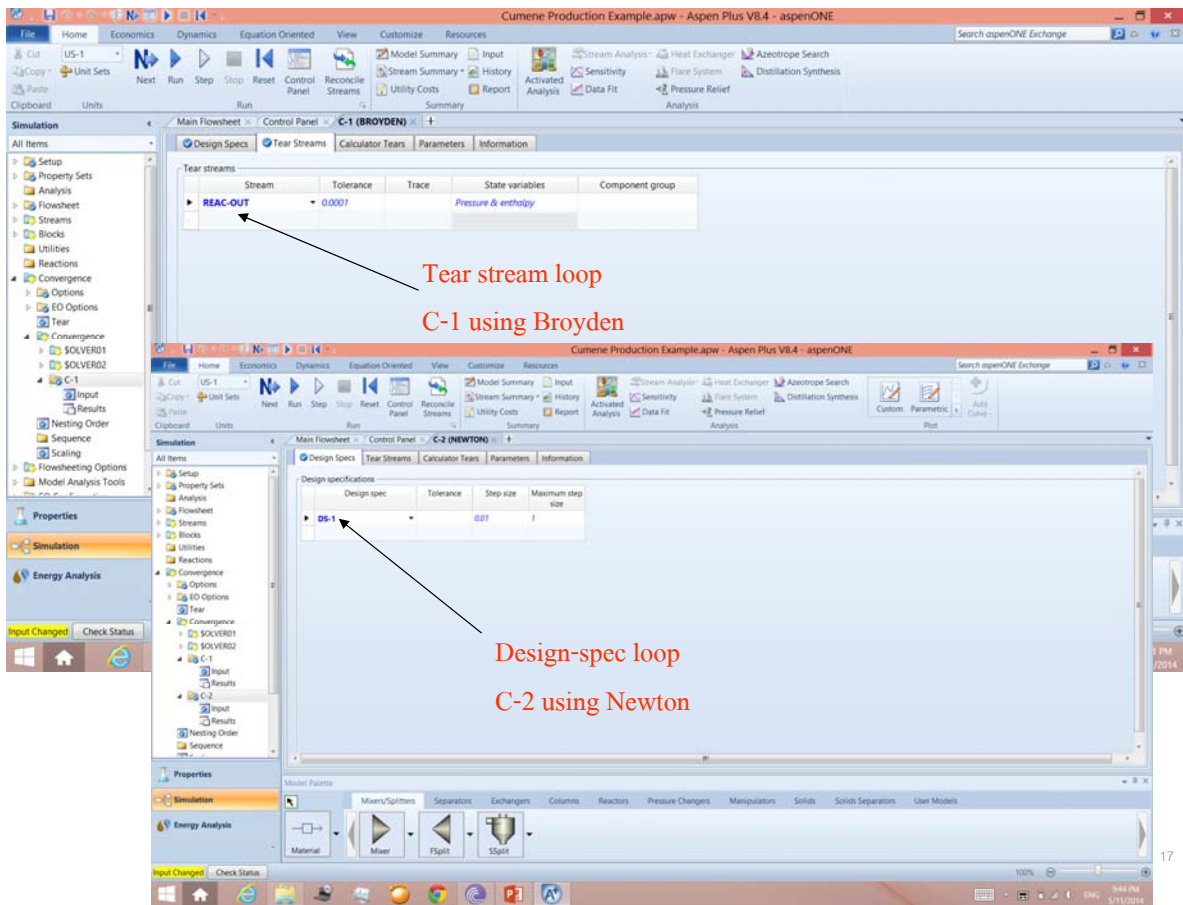 Cumene Production Example.apw - Aspen Plus V8.4 - aspenONE
File Home Economics Dynamics Equation Oriented View Customize Resources Search aspenONE Exchange
Cut US-1 Model Summary Input Stream Analysis Heat Exchanger Azeotrope Search
Copy Unit Sets Next Run Step Stop Reset Control Panel Reconcile Streams Stream Summary History Activated Analysis Sensitivity Flare System Distillation Synthesis
Paste Utility Costs Report Data Fit Pressure Relief
Clipboard Units Run Summary Analysis
Simulation Main Flowsheet Control Panel C-1 (BROYDEN) +
All Items Design Specs Tear Streams Calculator Tears Parameters Information
Setup
Property Sets
Analysis
Flowsheet
Streams
Blocks
Utilities
Reactions
Convergence
Options
EO Options
Tear
Convergence
$OLVER01
$OLVER02
C-1
Input
Results
Nesting Order
Sequence
Scaling
Flowsheeting Options
Model Analysis Tools
Properties
Simulation
Energy Analysis
Input Changed Check Status
Tear streams
Stream Tolerance Trace State variables Component group
REAC-OUT 0.0001 Pressure & enthalpy
Tear stream loop
C-1 using Broyden
Cumene Production Example.apw - Aspen Plus V8.4 - aspenONE
File Home Economics Dynamics Equation Oriented View Customize Resources Search aspenONE Exchange
Cut US-1 Model Summary Input Stream Analysis Heat Exchanger Azeotrope Search
Copy Unit Sets Next Run Step Stop Reset Control Panel Reconcile Streams Stream Summary History Activated Analysis Sensitivity Flare System Distillation Synthesis Custom Parametric Add Curve
Paste Utility Costs Report Data Fit Pressure Relief
Clipboard Units Run Summary Analysis Plot
Simulation Main Flowsheet Control Panel C-2 (NEWTON) +
All Items Design Specs Tear Streams Calculator Tears Parameters Information
Setup
Property Sets
Analysis
Flowsheet
Streams
Blocks
Utilities
Reactions
Convergence
Options
EO Options
Tear
Convergence
$OLVER01
$OLVER02
C-1
Input
Results
C-2
Input
Results
Nesting Order
Sequence
Design specifications
Design spec Tolerance Step size Maximum step size
DS-1 0.01 1
Design-spec loop
C-2 using Newton
Properties
Simulation
Energy Analysis
Model Palette
Mixers/Splitters Separators Exchangers Columns Reactors Pressure Changers Manipulators Solids Solids Separators User Models
Material Mixer FSplit SSplit
Input Changed Check Status 100%
ENG 9:44 PM
5/11/2014
PM
/2014
17